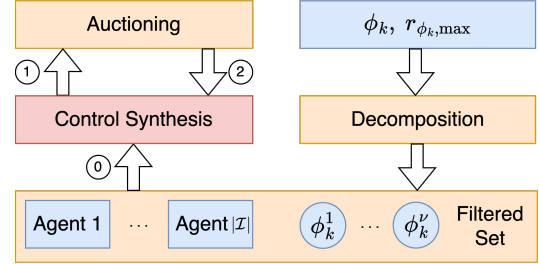 Auctioning
ϕ_k, r_{ϕ_k,max}
1
2
Control Synthesis
Decomposition
0
Agent 1 ... Agent |ℐ|
ϕ_k^1 ... ϕ_k^ν
Filtered
Set